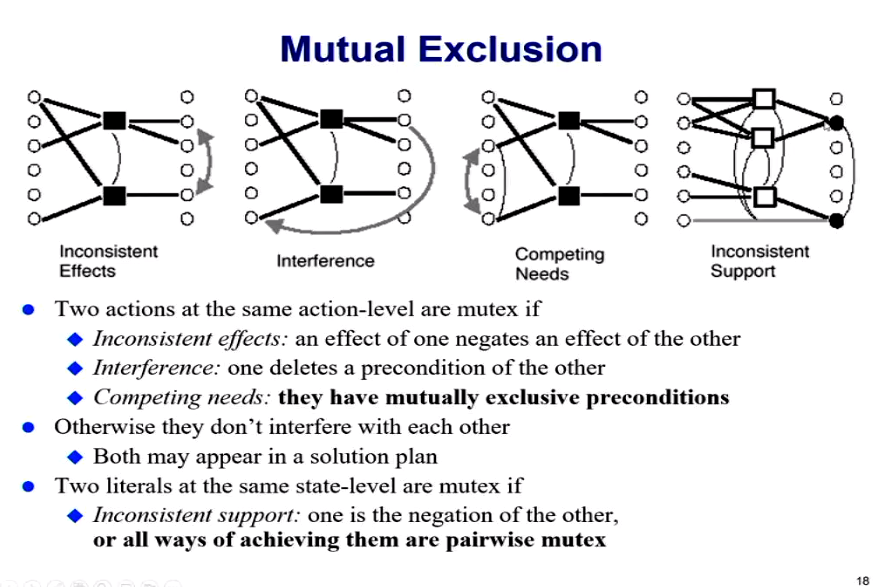 Mutual Exclusion
Inconsistent
Effects
Interference
Competing
Needs
Inconsistent
Support
Two actions at the same action-level are mutex if
Inconsistent effects: an effect of one negates an effect of the other
Interference: one deletes a precondition of the other
Competing needs: they have mutually exclusive preconditions
Otherwise they don't interfere with each other
Both may appear in a solution plan
Two literals at the same state-level are mutex if
Inconsistent support: one is the negation of the other,
or all ways of achieving them are pairwise mutex
18